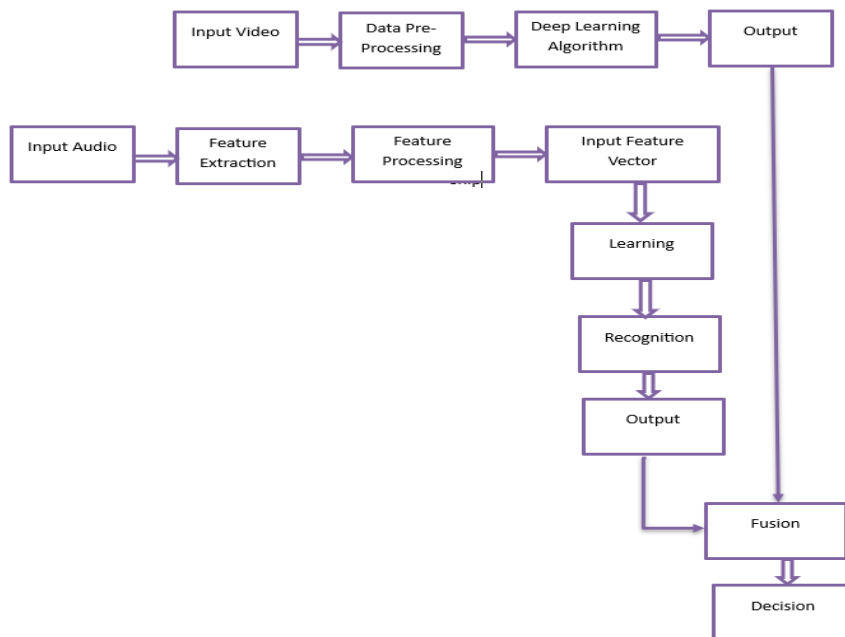 Input Video
Data Pre-
Processing
Deep Learning
Algorithm
Output
Input Audio
Feature
Extraction
Feature
Processing
Input Feature
Vector
Learning
Recognition
Output
Fusion
Decision